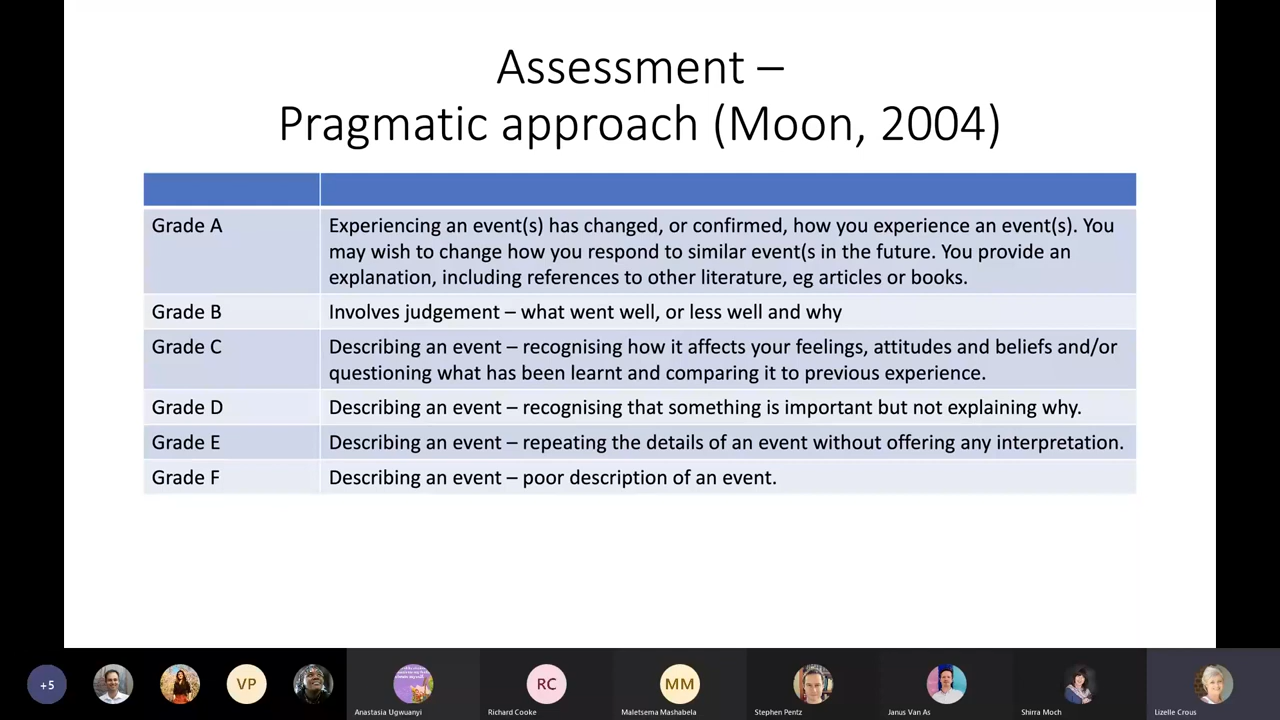 Assessment –
Pragmatic approach (Moon, 2004)
Grade A
Experiencing an event(s) has changed, or confirmed, how you experience an event(s). You
may wish to change how you respond to similar event(s in the future. You provide an
explanation, including references to other literature, eg articles or books.
Grade B
Involves judgement – what went well, or less well and why
Grade C
Describing an event – recognising how it affects your feelings, attitudes and beliefs and/or
questioning what has been learnt and comparing it to previous experience.
Grade D
Describing an event – recognising that something is important but not explaining why.
Grade E
Describing an event – repeating the details of an event without offering any interpretation.
Grade F
Describing an event – poor description of an event.
+5
VP
RC
MM
Anastasia Ugwuanyi
Richard Cooke
Maletsema Mashabela
Stephen Pentz
Janus Van As
Shirra Moch
Lizelle Crous